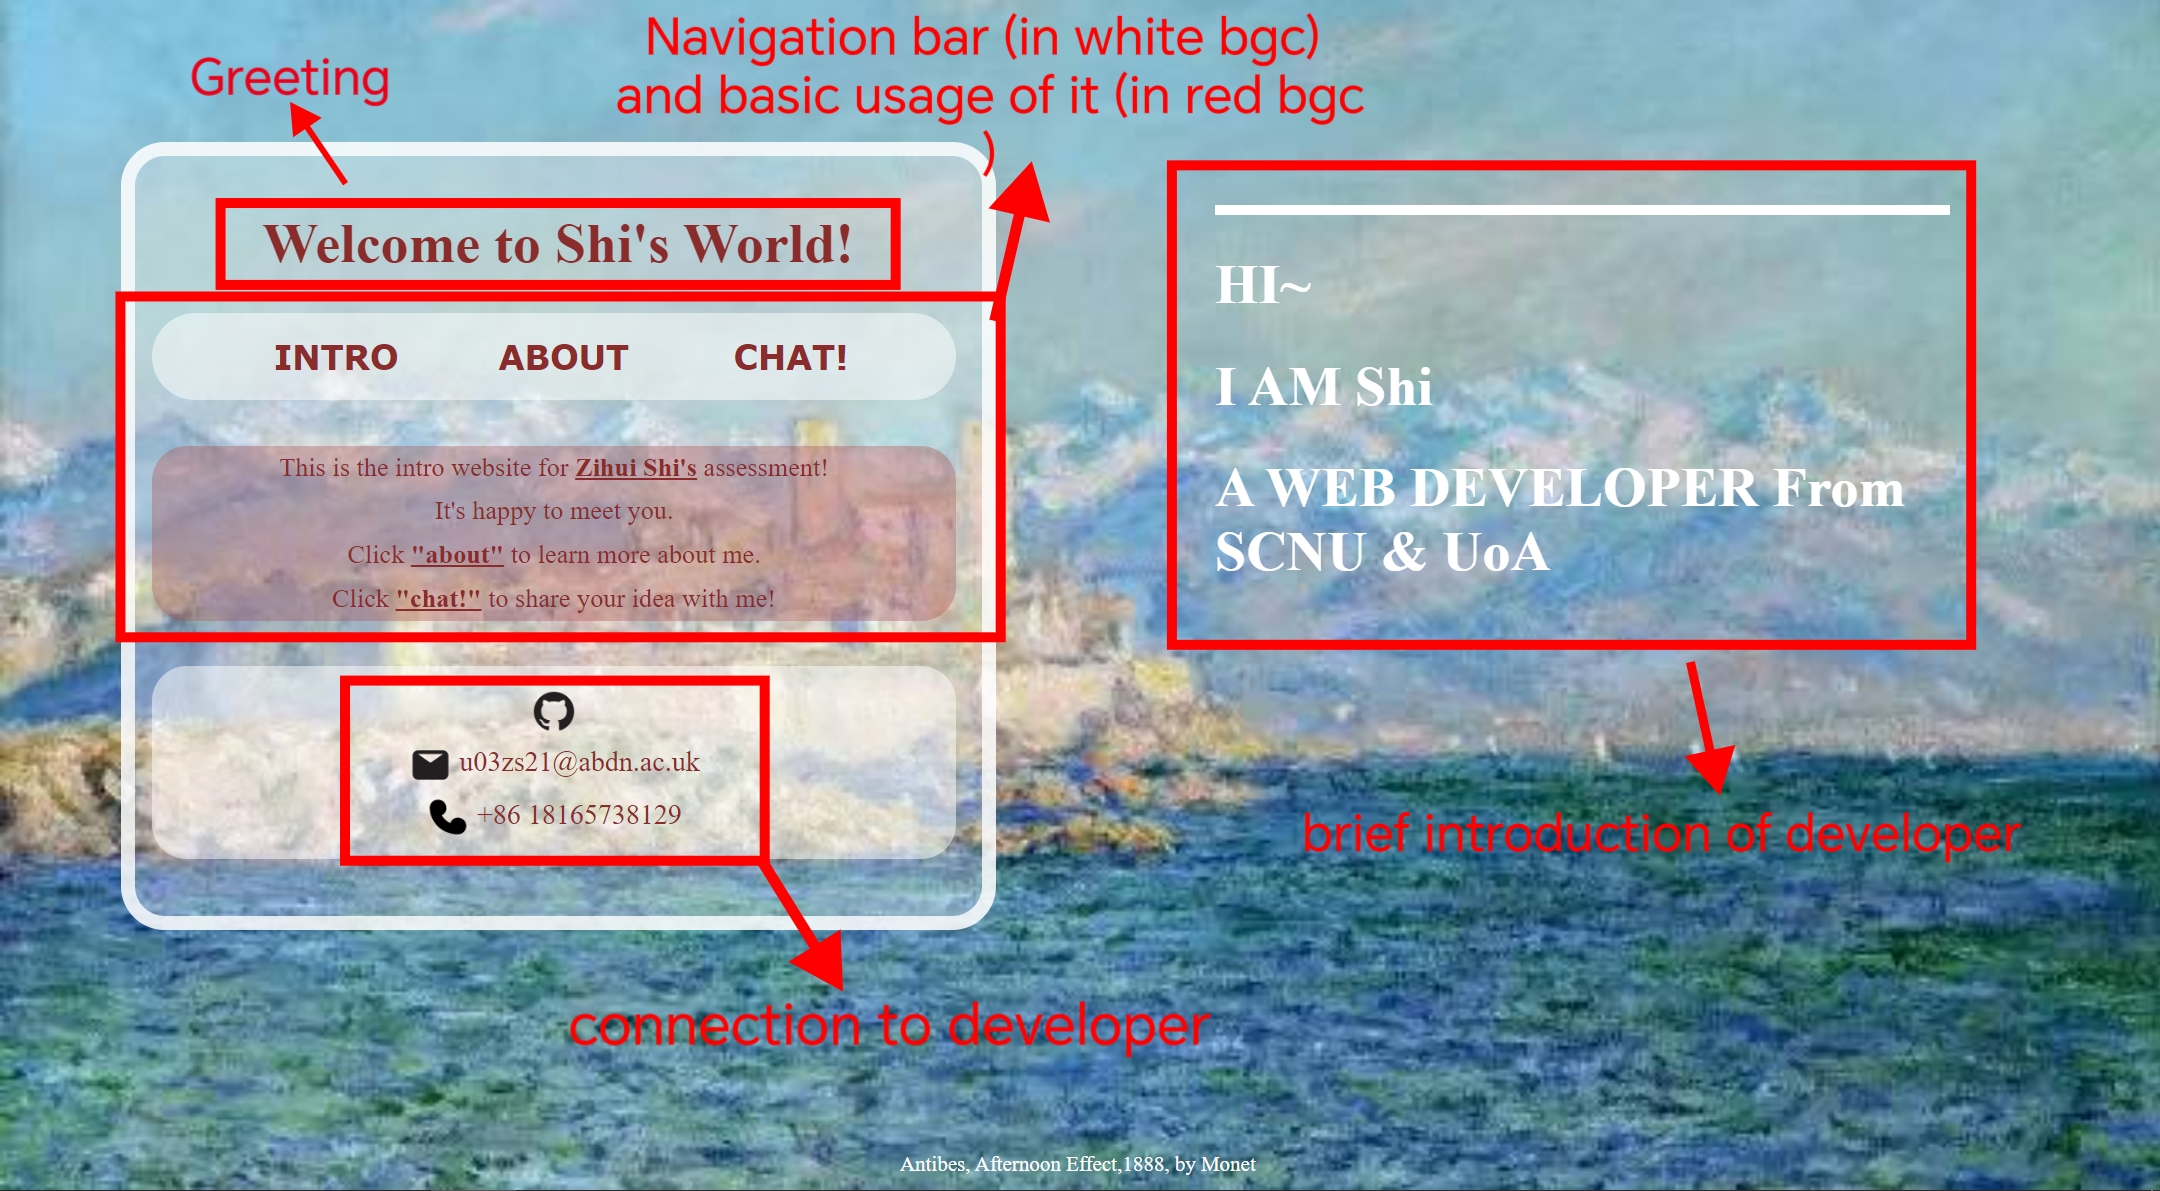 Greeting
Navigation bar (in white bgc)
and basic usage of it (in red bgc
)
Welcome to Shi's World!
INTRO ABOUT CHAT!
This is the intro website for Zihui Shi's assessment!
It's happy to meet you.
Click "about" to learn more about me.
Click "chat!" to share your idea with me!
u03zs21@abdn.ac.uk
+86 18165738129
connection to developer
HI~
I AM Shi
A WEB DEVELOPER From
SCNU & UoA
brief introduction of developer
Antibes, Afternoon Effect,1888, by Monet